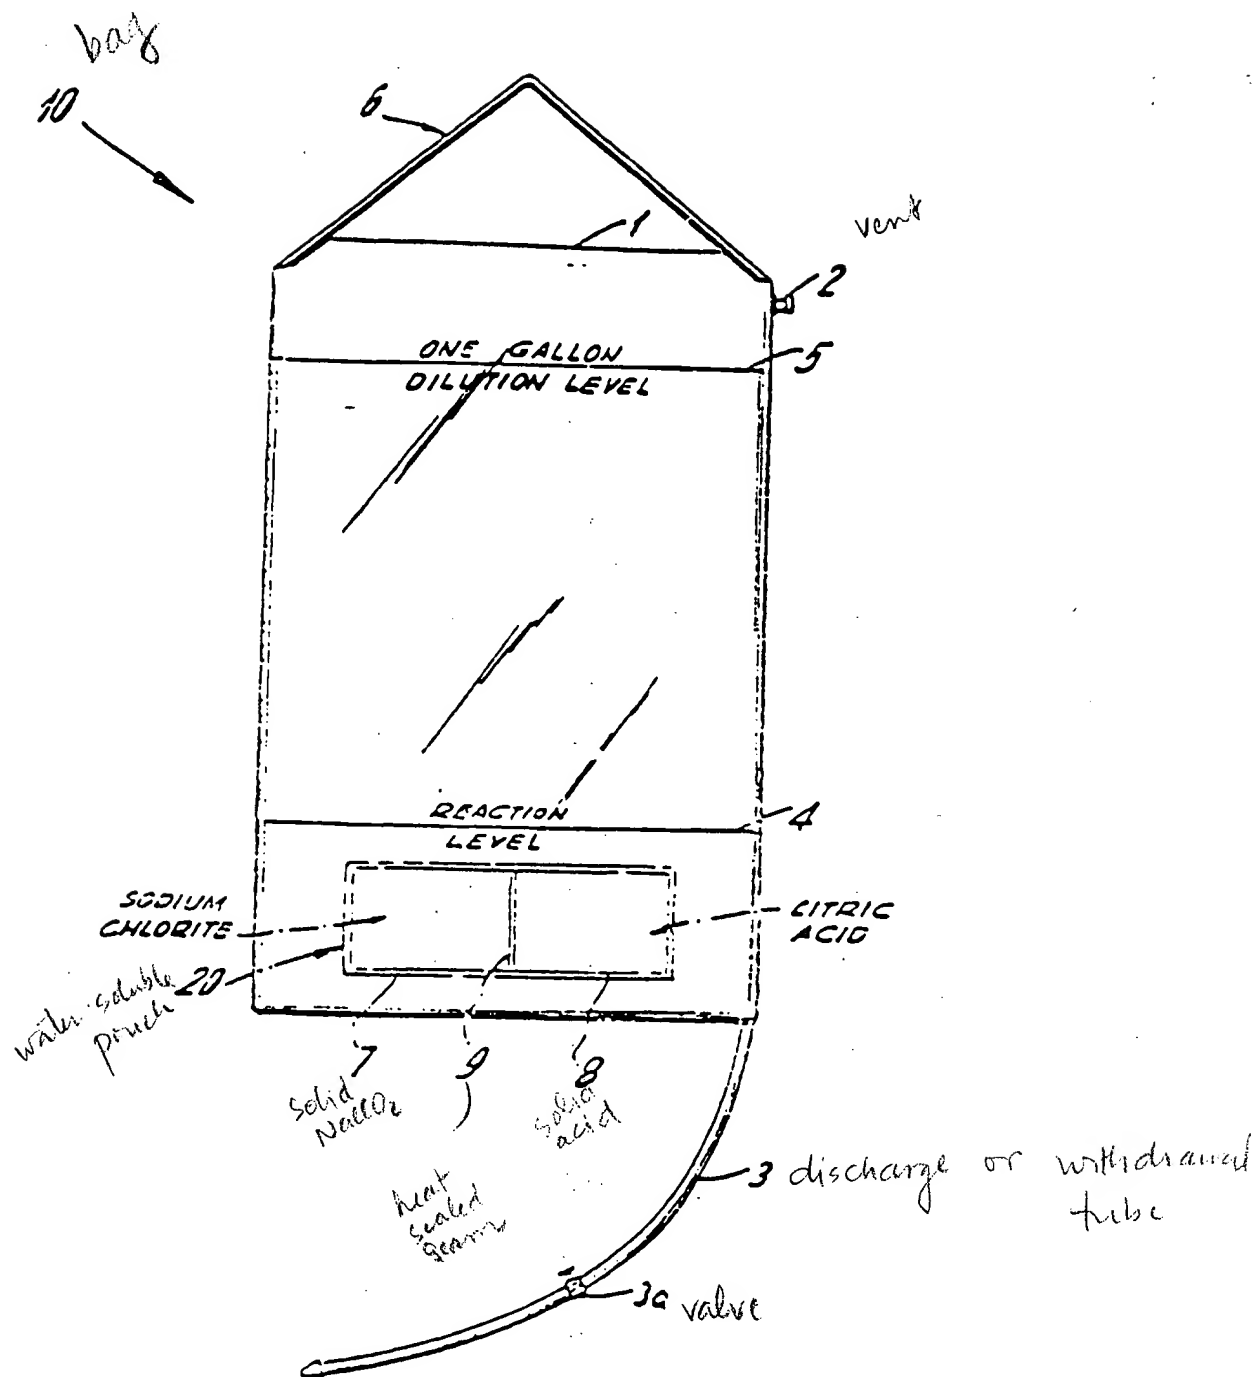 bag
10
6
1
vent
2
ONE GALLON
5
DILUTION LEVEL
REACTION
4
LEVEL
SODIUM
CHLORITE
CITRIC
ACID
20
water-soluble
pouch
7
9
8
solid
NaClO2
solid
acid
heat
sealed
seam
3 discharge or withdrawal
tube
3a valve